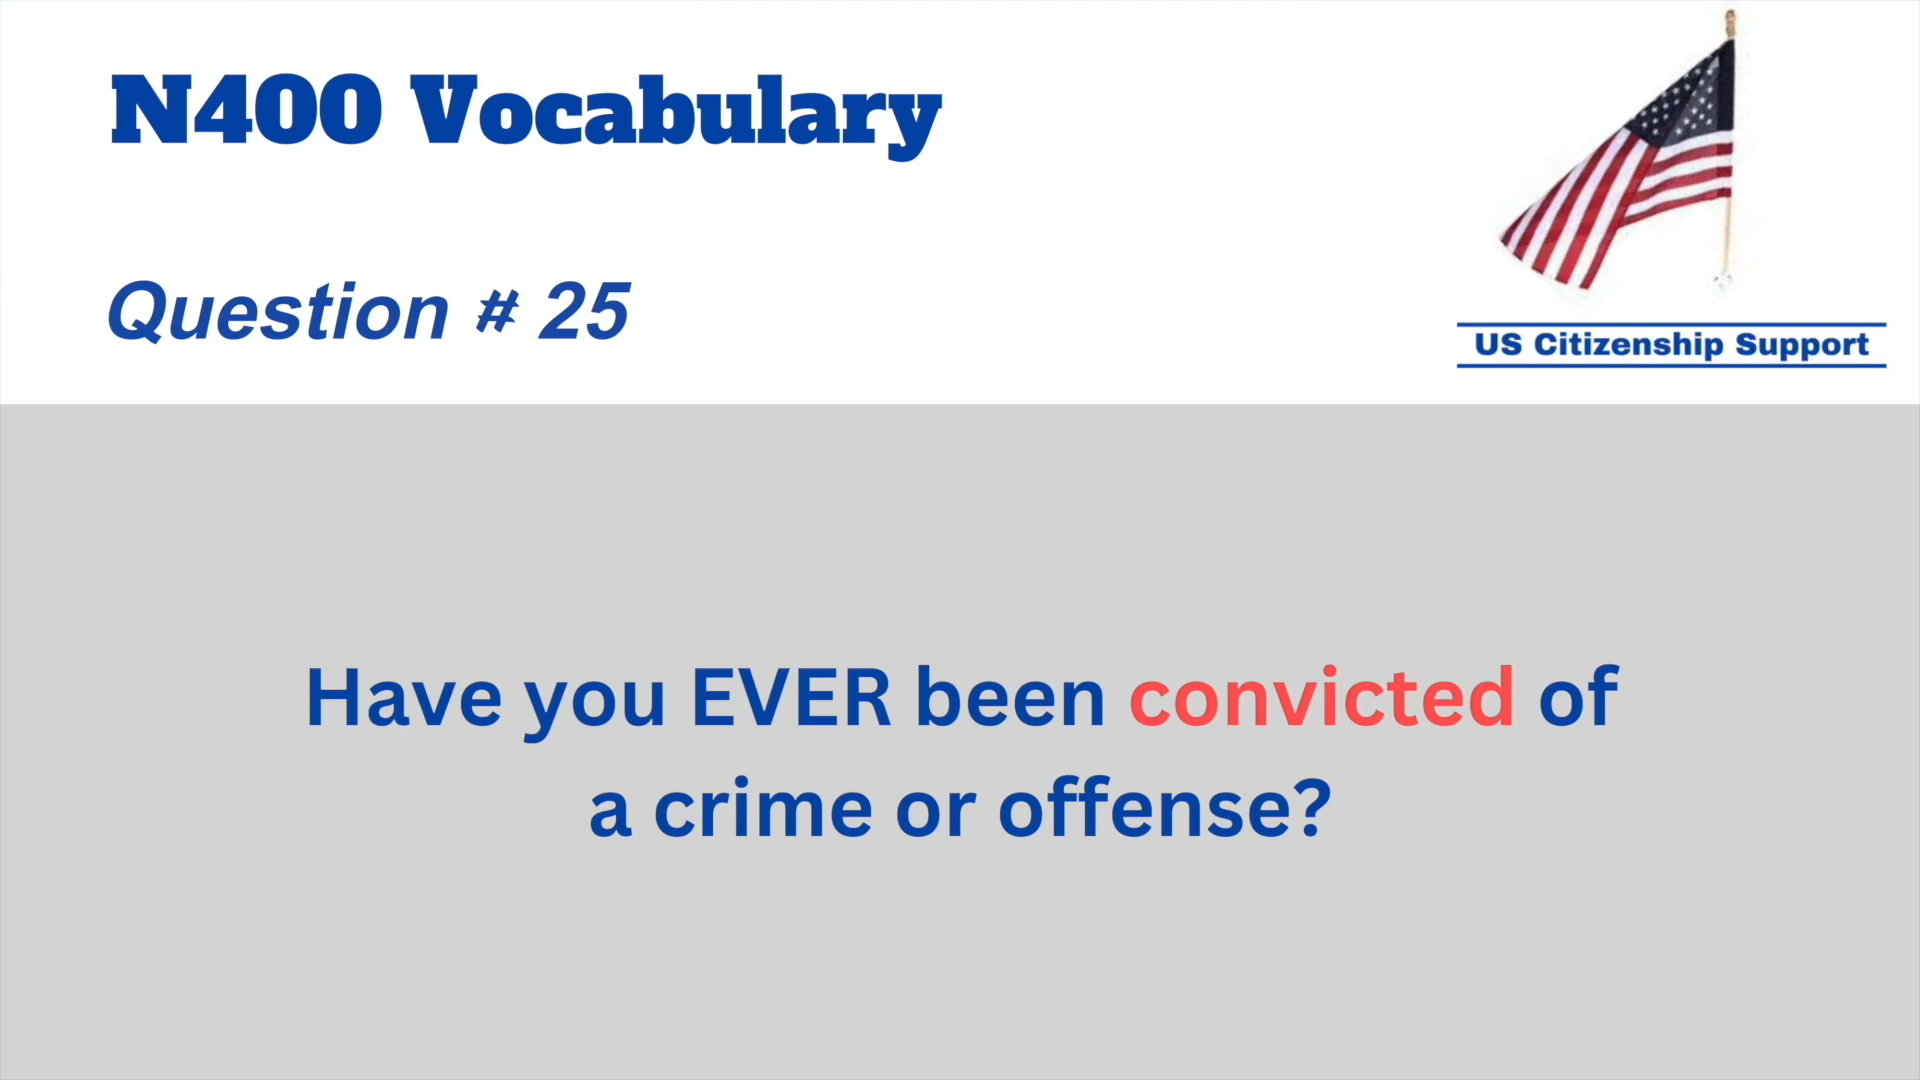 N400 Vocabulary
Question # 25
US Citizenship Support
Have you EVER been convicted of
a crime or offense?